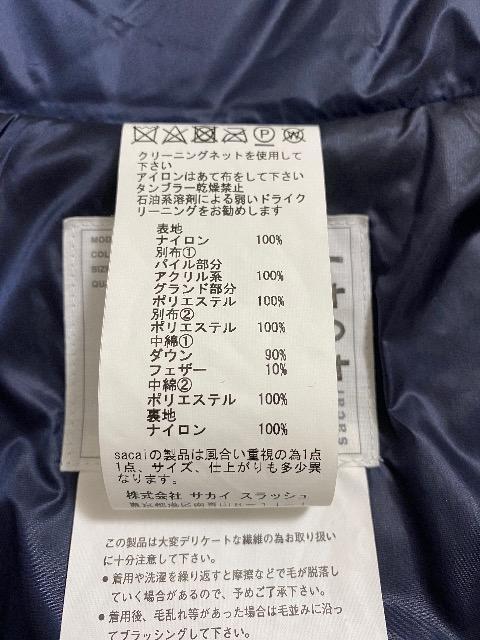 クリーニングネットを使用して
下さい
アイロンはあて布をして下さい
タンブラー乾燥禁止
石油系溶剤による弱いドライク
リーニングをお勧めします
表地
ナイロン 100%
別布①
パイル部分
アクリル系 100%
グランド部分
ポリエステル 100%
別布②
ポリエステル 100%
中綿①
ダウン 90%
フェザー 10%
中綿②
ポリエステル 100%
裏地
ナイロン 100%
sacaiの製品は風合い重視の為1点
1点、サイズ、仕上がりも多少異
なります。
株式会社 サカイ スラッシュ
この製品は大変デリケートな繊維の為お取り扱い
に十分注意して下さい。
●着用や洗濯を繰り返すと摩擦などで毛が脱落し
ていく場合があるので、予めご了承下さい。
●着用後、毛乱れ等があった場合は毛並みに沿っ
てブラッシングして下さい。
MOD
COL
SIZ
QU
sacai